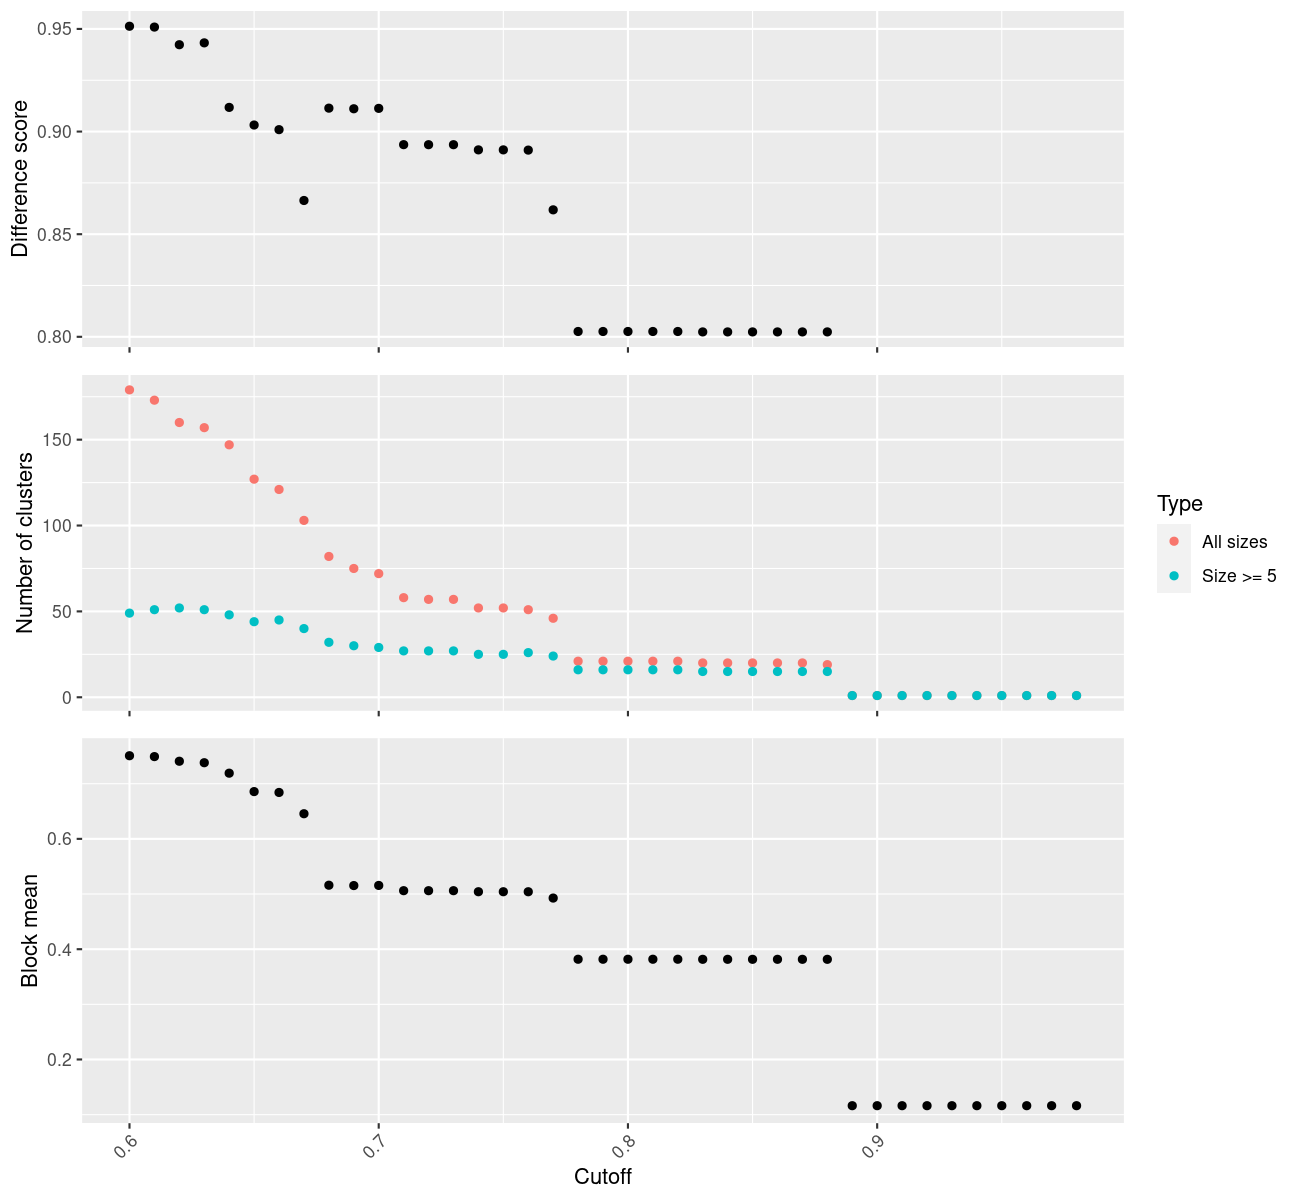 0.95
0.90
0.85
0.80
Difference score
150
100
50
0
Number of clusters
Type
All sizes
Size >= 5
0.6
0.4
0.2
Block mean
0.6
0.7
0.8
0.9
Cutoff